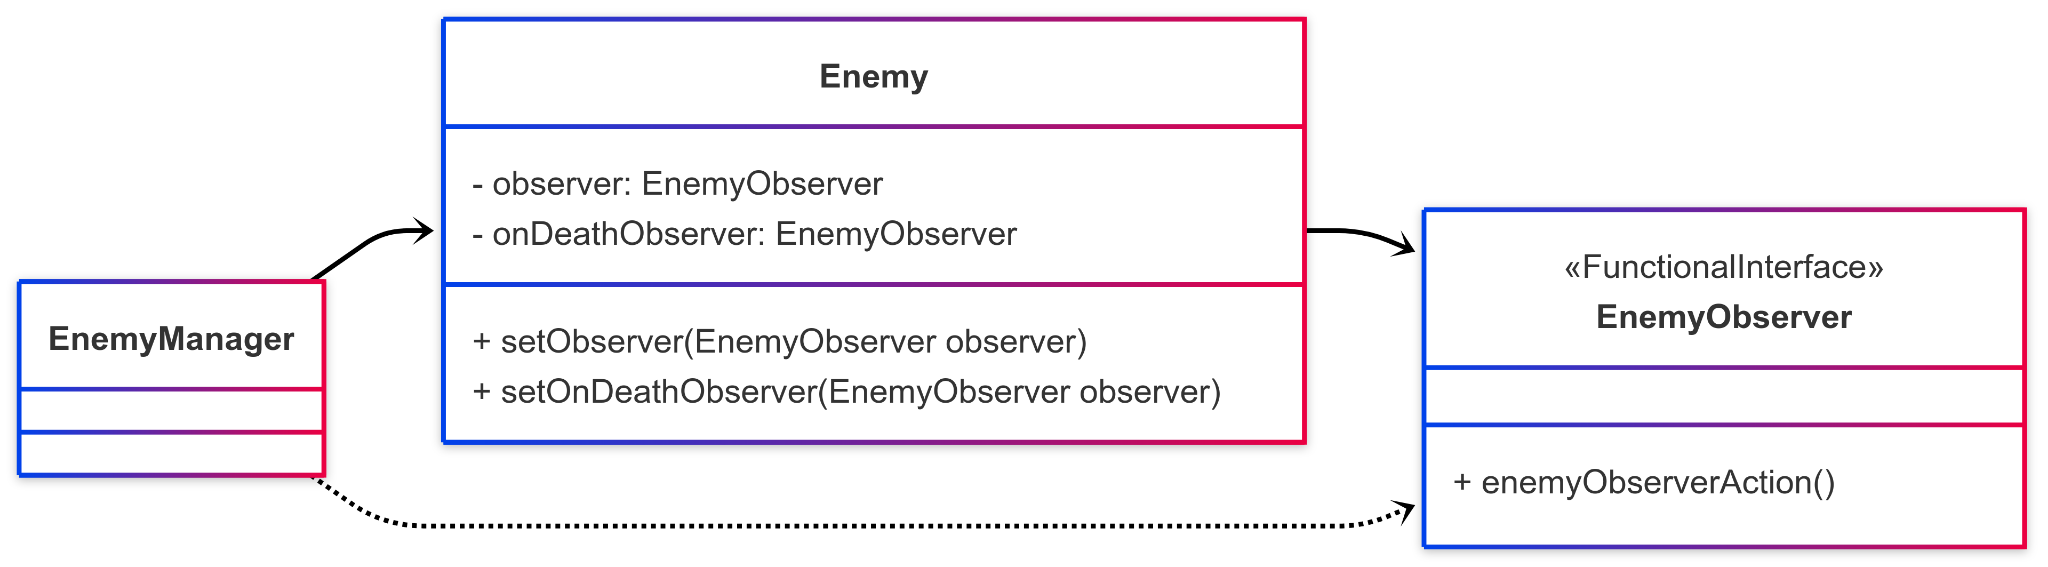 Enemy
- observer: EnemyObserver
- onDeathObserver: EnemyObserver
+ setObserver(EnemyObserver observer)
+ setOnDeathObserver(EnemyObserver observer)
EnemyManager
«FunctionalInterface»
EnemyObserver
+ enemyObserverAction()